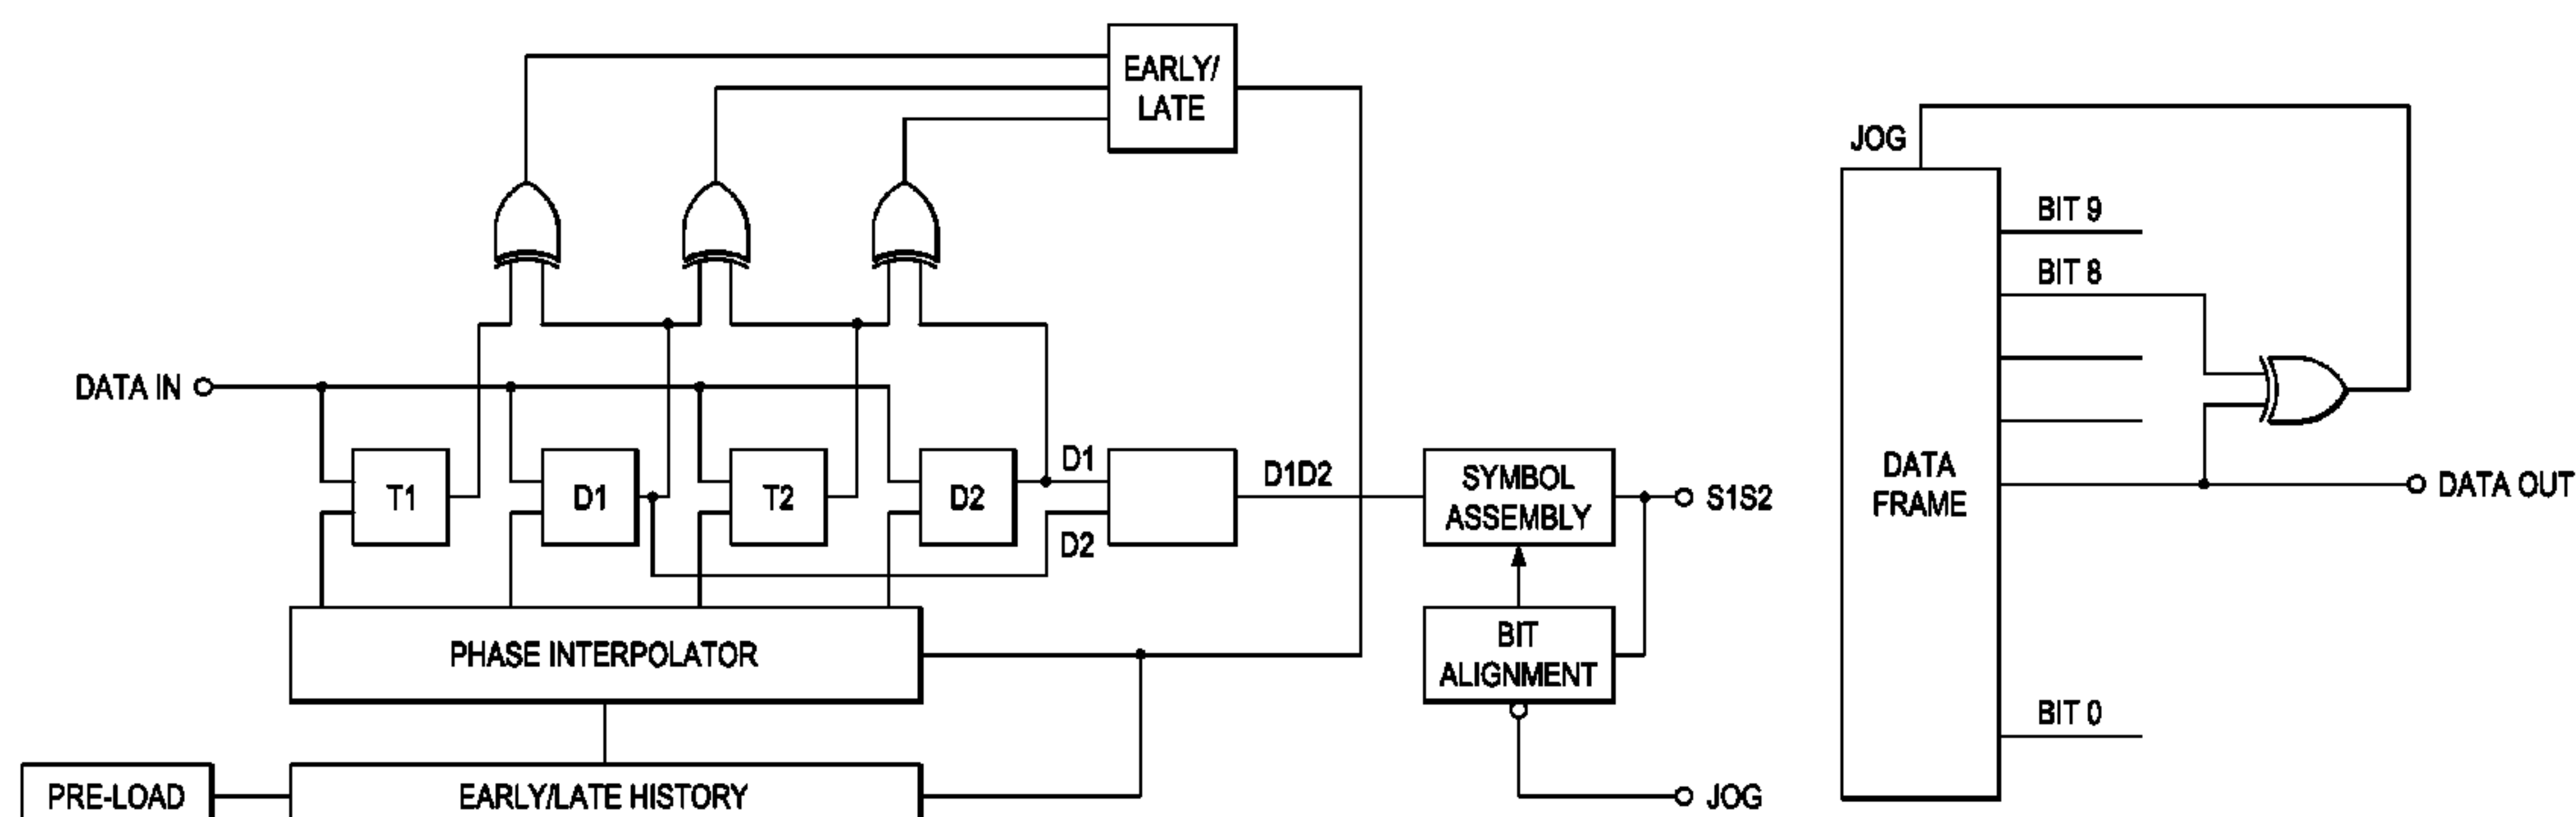 EARLY/
LATE
JOG
BIT 9
BIT 8
DATA IN
T1
D1
T2
D2
D1
D2
D1D2
SYMBOL
ASSEMBLY
S1S2
DATA
FRAME
DATA OUT
PHASE INTERPOLATOR
BIT
ALIGNMENT
BIT 0
PRE-LOAD
EARLY/LATE HISTORY
JOG